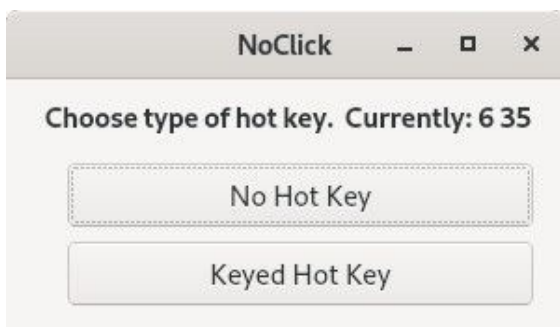 NoClick
Choose type of hot key. Currently: 6 35
No Hot Key
Keyed Hot Key